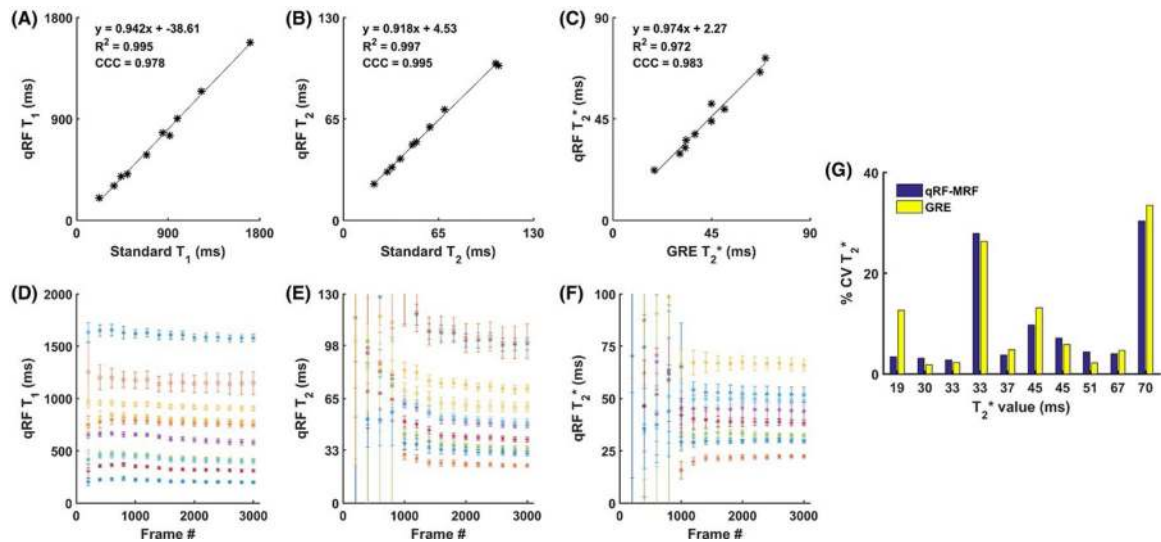 (A)
y = 0.942x + -38.61
R2 = 0.995
CCC = 0.978
1800
900
0
qRF T1 (ms)
0 900 1800
Standard T1 (ms)
(B)
y = 0.918x + 4.53
R2 = 0.997
CCC = 0.995
130
65
0
qRF T2 (ms)
0 65 130
Standard T2 (ms)
(C)
y = 0.974x + 2.27
R2 = 0.972
CCC = 0.983
90
45
0
qRF T2* (ms)
0 45 90
GRE T2* (ms)
(D)
2000
1500
1000
500
0
qRF T1 (ms)
0 1000 2000 3000
Frame #
(E)
130
98
65
33
0
qRF T2 (ms)
0 1000 2000 3000
Frame #
(F)
100
75
50
25
0
qRF T2* (ms)
0 1000 2000 3000
Frame #
(G)
qRF-MRF
GRE
40
20
0
% CV T2*
19 30 33 33 37 45 45 51 67 70
T2* value (ms)